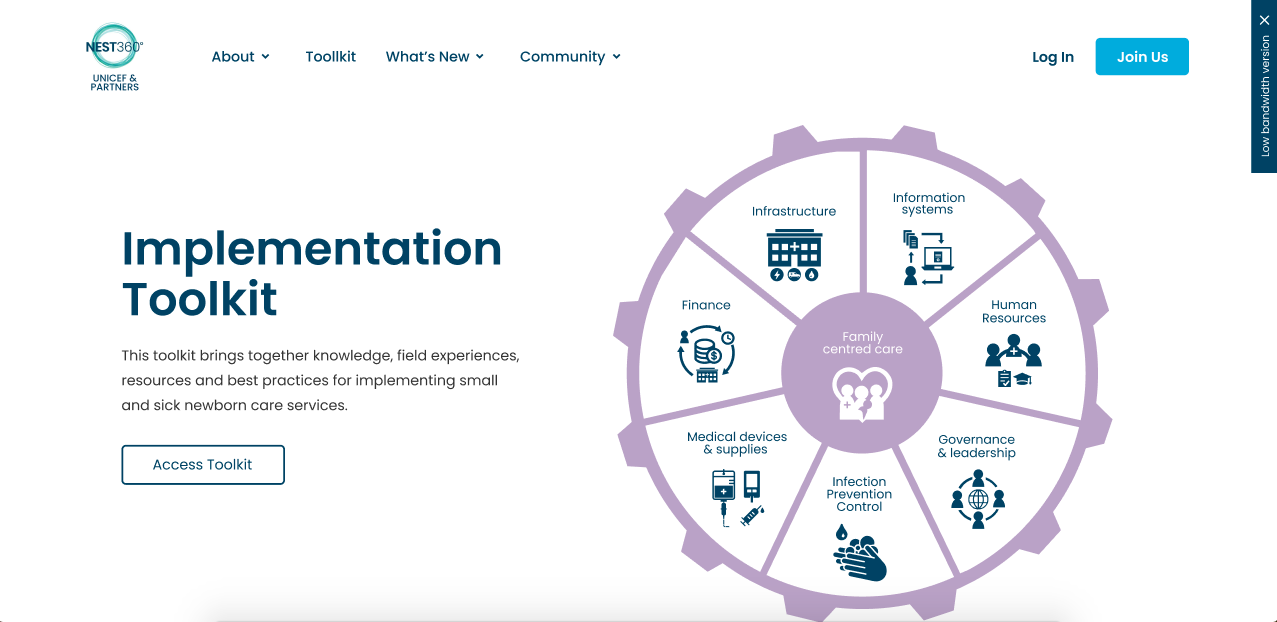 NEST360°
UNICEF &
PARTNERS
About
Toollkit
What's New
Community
Log In
Join Us
Low bandwidth version
Implementation
Toolkit
This toolkit brings together knowledge, field experiences,
resources and best practices for implementing small
and sick newborn care services.
Access Toolkit
Infrastructure
Information
systems
Finance
Human
Resources
Family
centred care
Medical devices
& supplies
Governance
& leadership
Infection
Prevention
Control